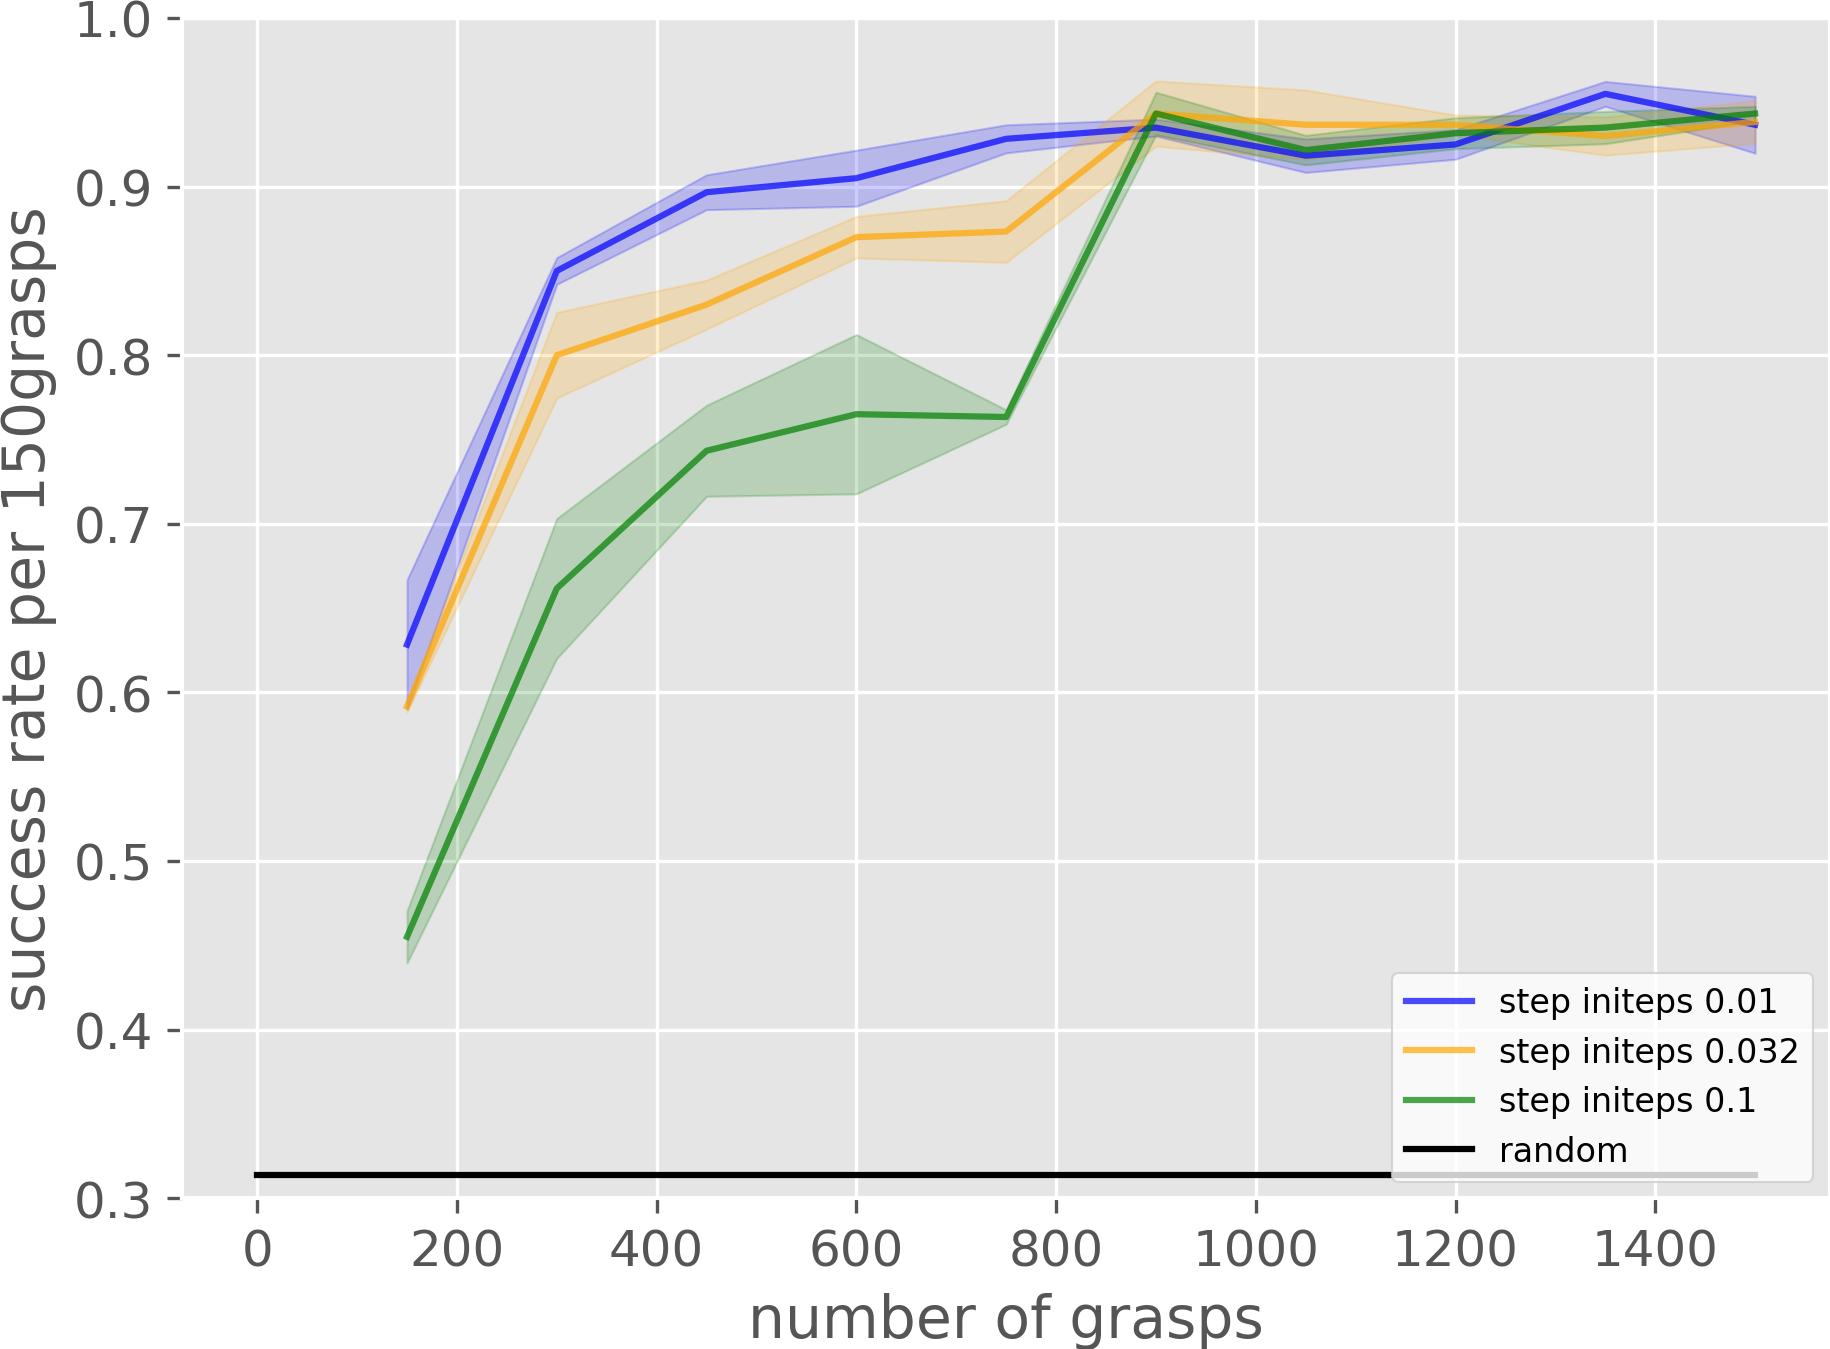 success rate per 150grasps
1.0
0.9
0.8
0.7
0.6
0.5
0.4
0.3
step initeps 0.01
step initeps 0.032
step initeps 0.1
random
0 200 400 600 800 1000 1200 1400
number of grasps